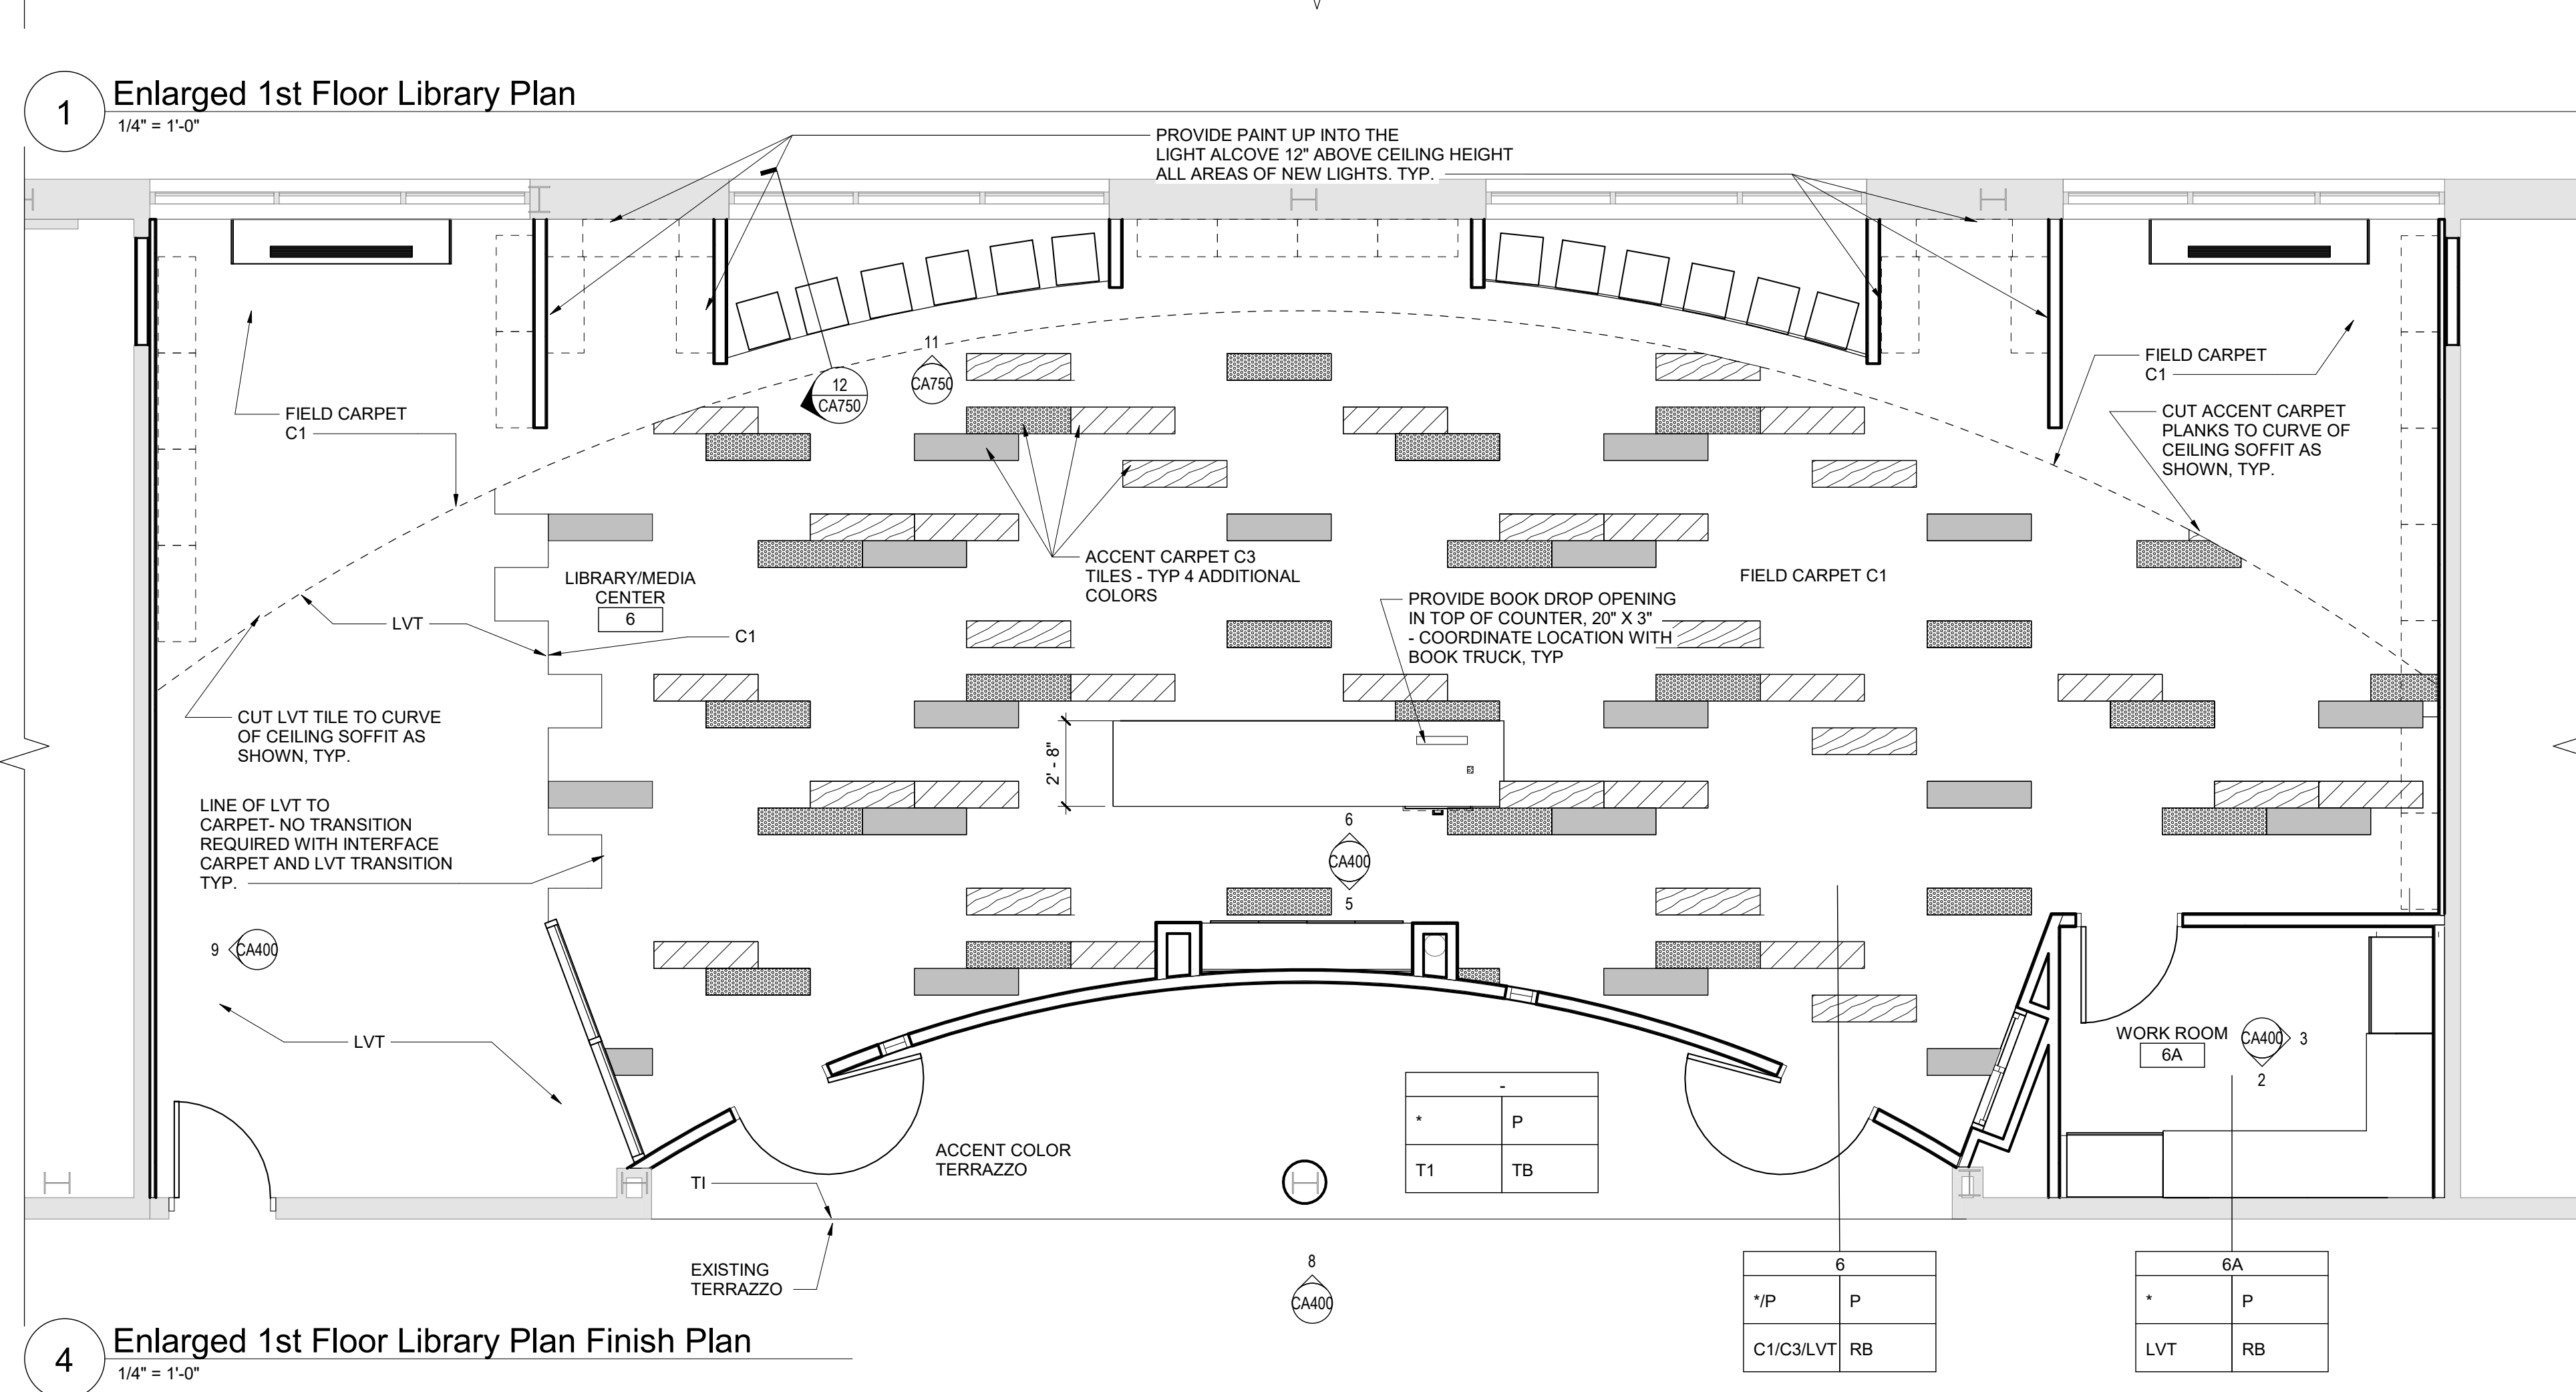 1
Enlarged 1st Floor Library Plan
1/4" = 1'-0"
PROVIDE PAINT UP INTO THE
LIGHT ALCOVE 12" ABOVE CEILING HEIGHT
ALL AREAS OF NEW LIGHTS. TYP.
11
CA750
12
CA750
FIELD CARPET
C1
FIELD CARPET
C1
CUT ACCENT CARPET
PLANKS TO CURVE OF
CEILING SOFFIT AS
SHOWN, TYP.
ACCENT CARPET C3
TILES - TYP 4 ADDITIONAL
COLORS
LIBRARY/MEDIA
CENTER
6
FIELD CARPET C1
PROVIDE BOOK DROP OPENING
IN TOP OF COUNTER, 20" X 3"
- COORDINATE LOCATION WITH
BOOK TRUCK, TYP
LVT
C1
CUT LVT TILE TO CURVE
OF CEILING SOFFIT AS
SHOWN, TYP.
2' - 8"
LINE OF LVT TO
CARPET- NO TRANSITION
REQUIRED WITH INTERFACE
CARPET AND LVT TRANSITION
TYP.
6
CA400
5
9
CA400
LVT
WORK ROOM
6A
CA400
3
2
-
* P
T1 TB
ACCENT COLOR
TERRAZZO
TI
EXISTING
TERRAZZO
8
CA400
6
*/P P
C1/C3/LVT RB
6A
* P
LVT RB
4
Enlarged 1st Floor Library Plan Finish Plan
1/4" = 1'-0"